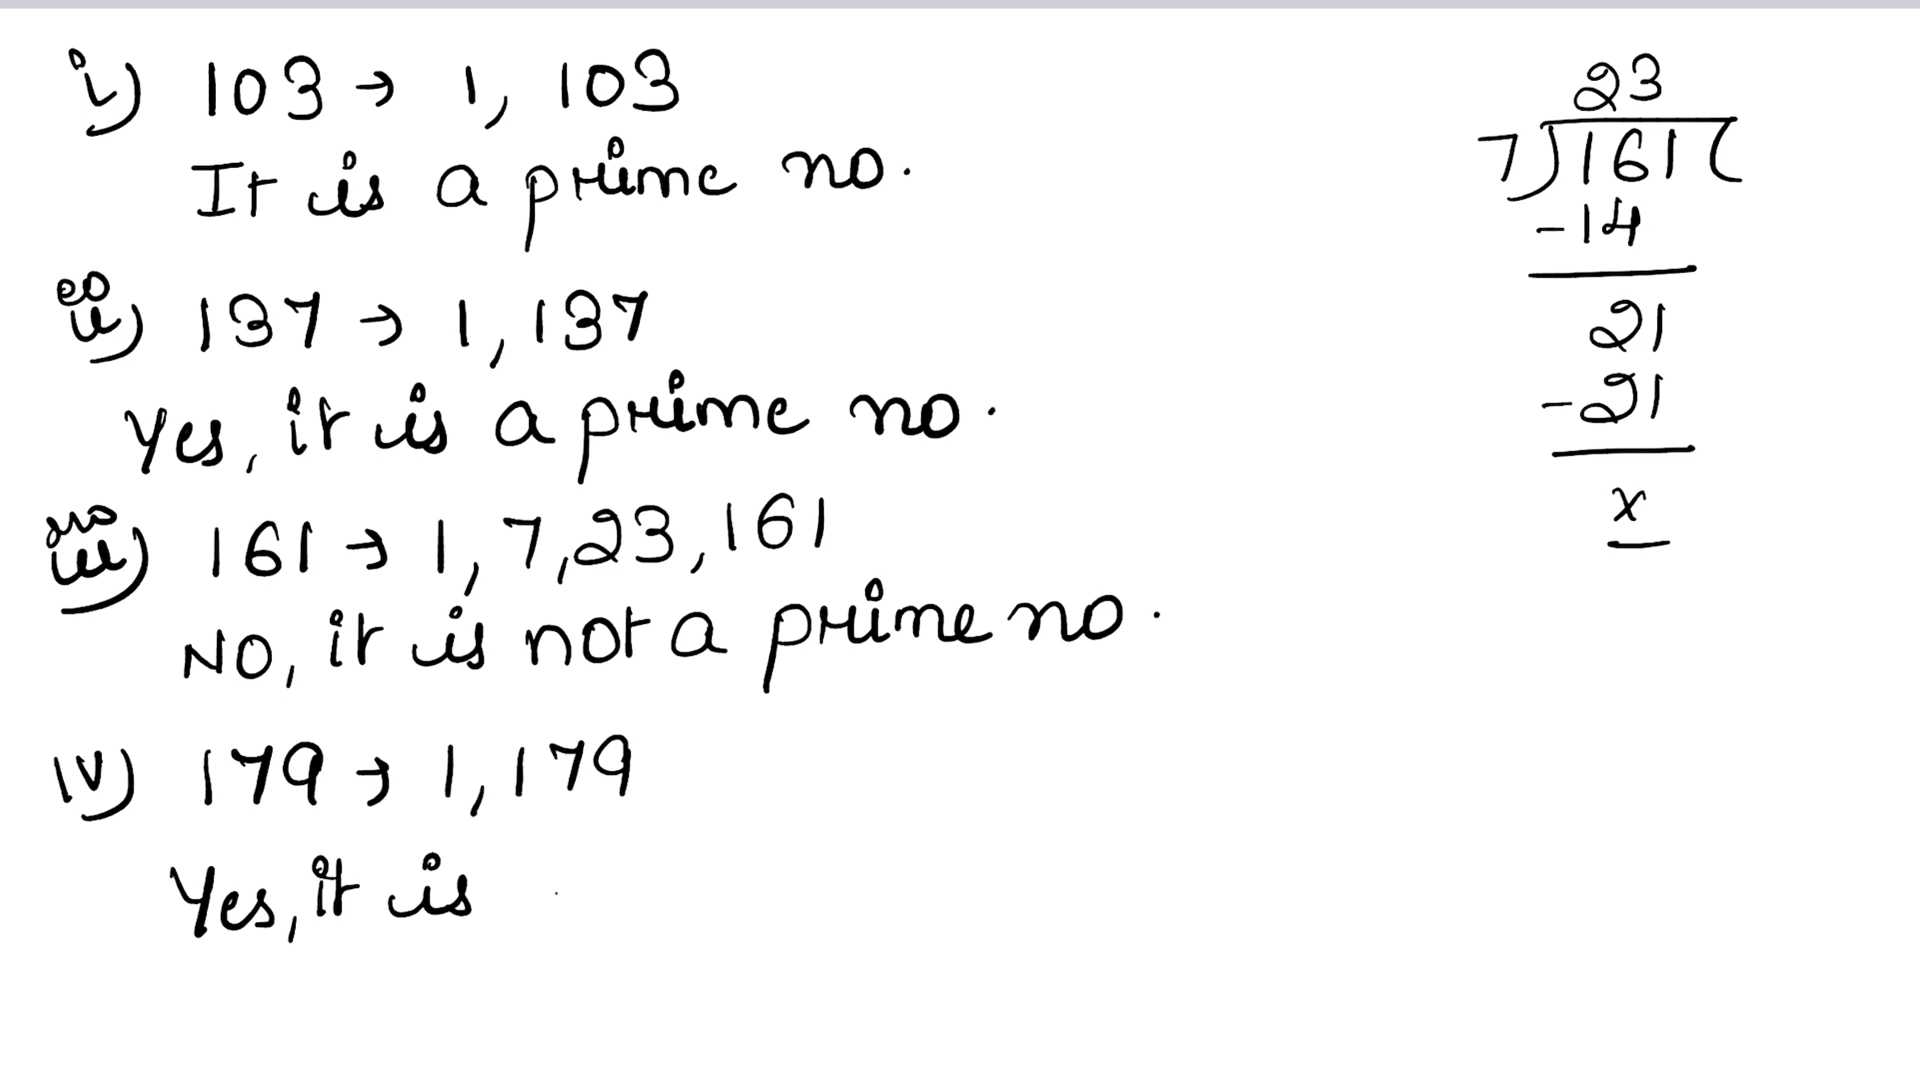 i) 103 → 1, 103
It is a prime no.
ii) 137 → 1, 137
Yes, it is a prime no.
iii) 161 → 1, 7, 23, 161
NO, it is not a prime no.
iv) 179 → 1, 179
Yes, it is
23
7)161(
-14
21
-21
x